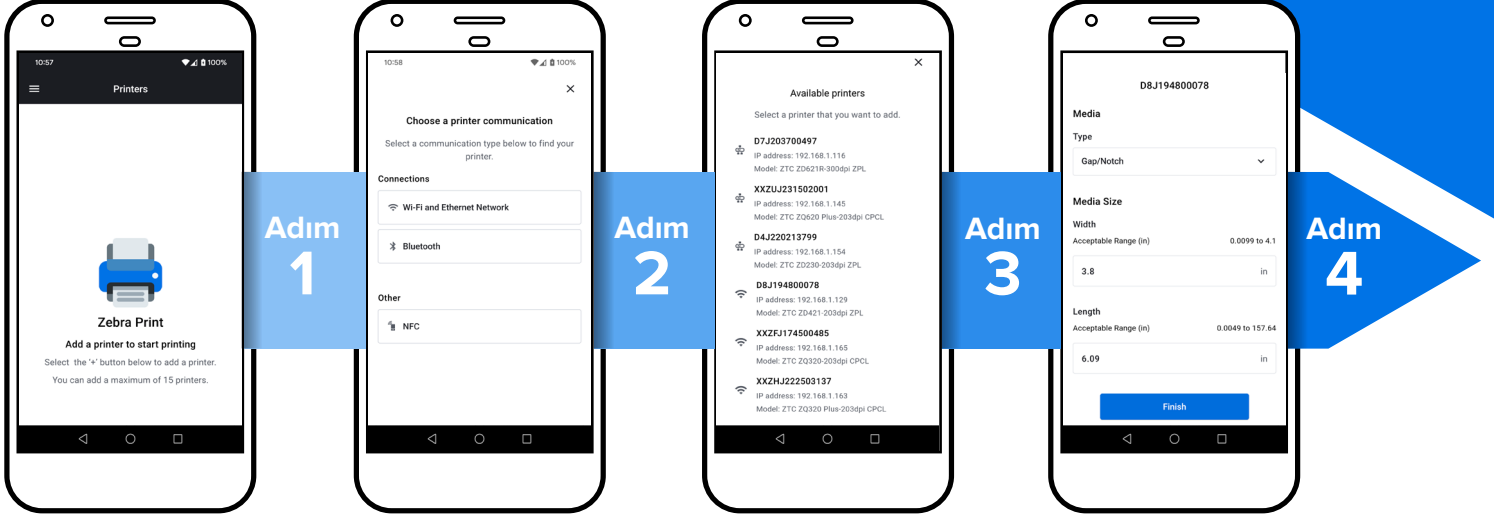 10:57
100%
Printers
Zebra Print
Add a printer to start printing
Select the '+' button below to add a printer.
You can add a maximum of 15 printers.
Adım
1
10:58
100%
Choose a printer communication
Select a communication type below to find your
printer.
Connections
Wi-Fi and Ethernet Network
Bluetooth
Other
NFC
Adım
2
Available printers
Select a printer that you want to add.
D7J203700497
IP address: 192.168.1.116
Model: ZTC ZD621R-300dpi ZPL
XXZUJ231502001
IP address: 192.168.1.145
Model: ZTC ZQ620 Plus-203dpi CPCL
D4J220213799
IP address: 192.168.1.154
Model: ZTC ZD230-203dpi ZPL
D8J194800078
IP address: 192.168.1.129
Model: ZTC ZD421-203dpi ZPL
XXZFJ174500485
IP address: 192.168.1.165
Model: ZTC ZQ320-203dpi CPCL
XXZHJ222503137
IP address: 192.168.1.163
Model: ZTC ZQ320 Plus-203dpi CPCL
Adım
3
D8J194800078
Media
Type
Gap/Notch
Media Size
Width
Acceptable Range (in) 0.0099 to 4.1
3.8 in
Length
Acceptable Range (in) 0.0049 to 157.64
6.09 in
Finish
Adım
4